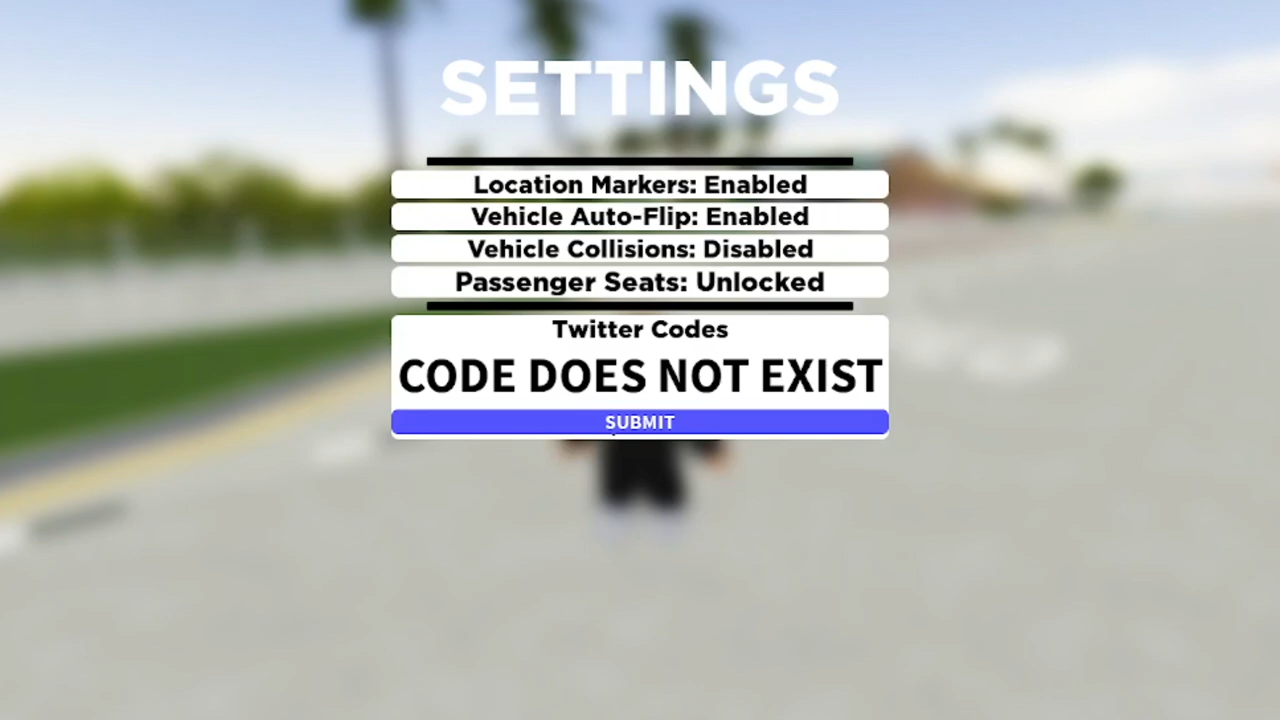 SETTINGS
Location Markers: Enabled
Vehicle Auto-Flip: Enabled
Vehicle Collisions: Disabled
Passenger Seats: Unlocked
Twitter Codes
CODE DOES NOT EXIST
SUBMIT